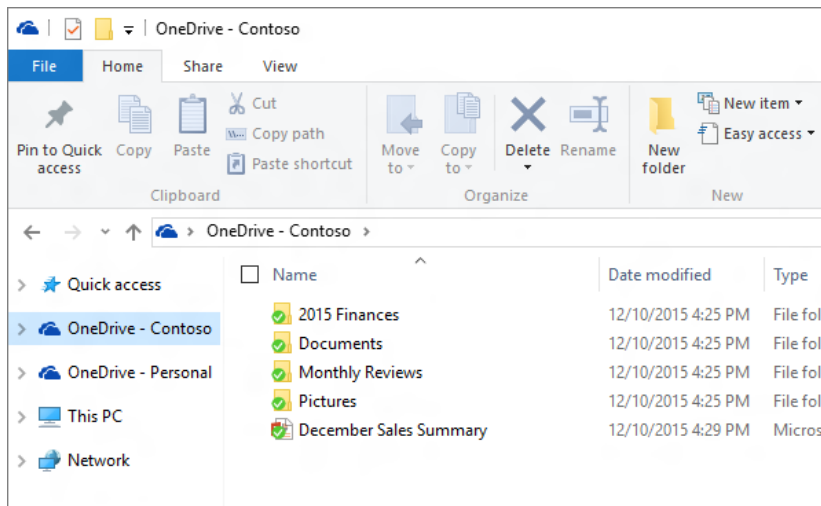 OneDrive - Contoso
File Home Share View
Pin to Quick access
Copy
Paste
Cut
Copy path
Paste shortcut
Clipboard
Move to
Copy to
Delete
Rename
Organize
New folder
New item
Easy access
New
OneDrive - Contoso
Quick access
OneDrive - Contoso
OneDrive - Personal
This PC
Network
Name Date modified Type
2015 Finances 12/10/2015 4:25 PM File fol
Documents 12/10/2015 4:25 PM File fol
Monthly Reviews 12/10/2015 4:25 PM File fol
Pictures 12/10/2015 4:25 PM File fol
December Sales Summary 12/10/2015 4:29 PM Micros